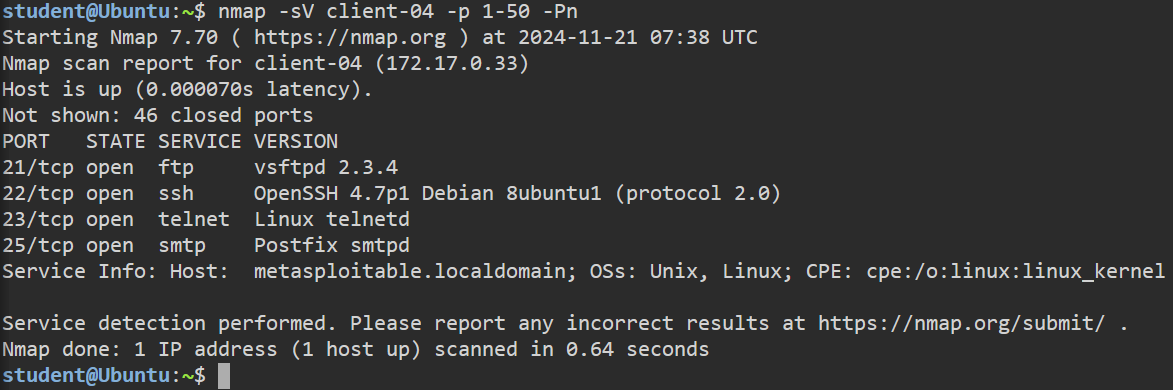 student@Ubuntu:~$ nmap -sV client-04 -p 1-50 -Pn
Starting Nmap 7.70 ( https://nmap.org ) at 2024-11-21 07:38 UTC
Nmap scan report for client-04 (172.17.0.33)
Host is up (0.000070s latency).
Not shown: 46 closed ports
PORT   STATE SERVICE VERSION
21/tcp open  ftp     vsftpd 2.3.4
22/tcp open  ssh     OpenSSH 4.7p1 Debian 8ubuntu1 (protocol 2.0)
23/tcp open  telnet  Linux telnetd
25/tcp open  smtp    Postfix smtpd
Service Info: Host:  metasploitable.localdomain; OSs: Unix, Linux; CPE: cpe:/o:linux:linux_kernel
Service detection performed. Please report any incorrect results at https://nmap.org/submit/ .
Nmap done: 1 IP address (1 host up) scanned in 0.64 seconds
student@Ubuntu:~$